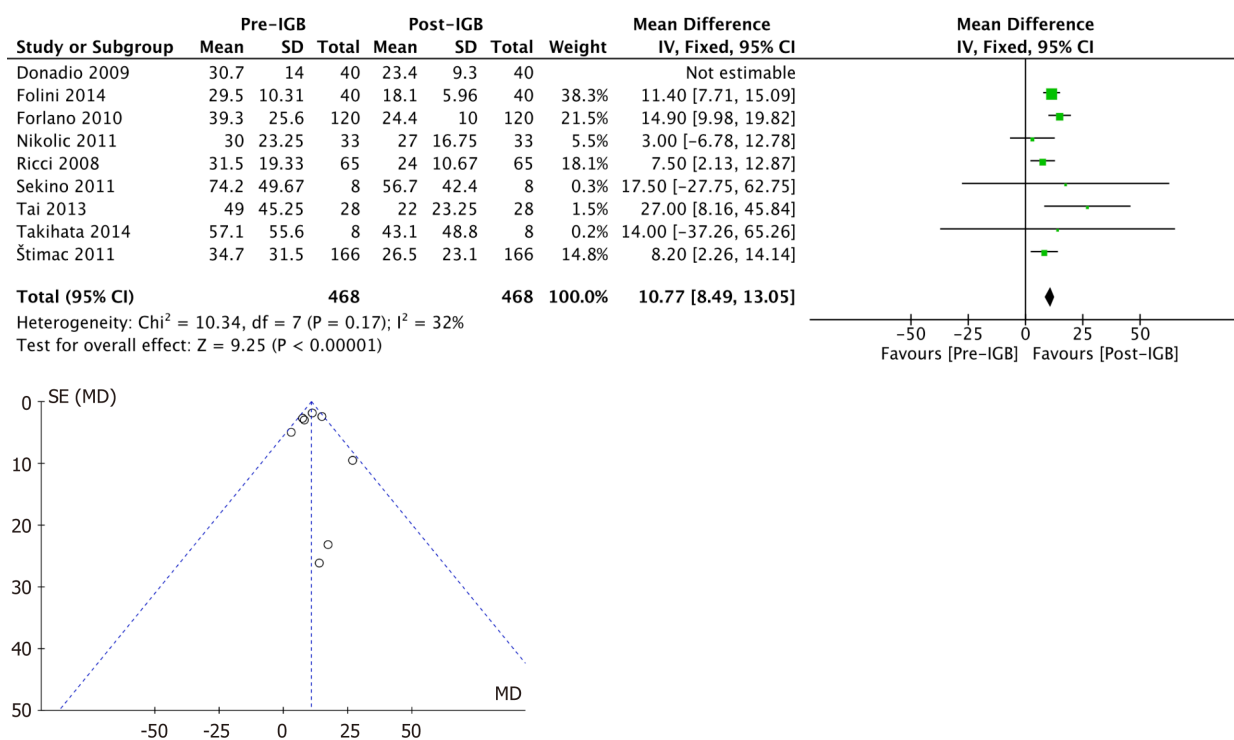 Pre-IGB Post-IGB Mean Difference Mean Difference
Study or Subgroup Mean SD Total Mean SD Total Weight IV, Fixed, 95% CI IV, Fixed, 95% CI
Donadio 2009 30.7 14 40 23.4 9.3 40 Not estimable
Folini 2014 29.5 10.31 40 18.1 5.96 40 38.3% 11.40 [7.71, 15.09]
Forlano 2010 39.3 25.6 120 24.4 10 120 21.5% 14.90 [9.98, 19.82]
Nikolic 2011 30 23.25 33 27 16.75 33 5.5% 3.00 [-6.78, 12.78]
Ricci 2008 31.5 19.33 65 24 10.67 65 18.1% 7.50 [2.13, 12.87]
Sekino 2011 74.2 49.67 8 56.7 42.4 8 0.3% 17.50 [-27.75, 62.75]
Tai 2013 49 45.25 28 22 23.25 28 1.5% 27.00 [8.16, 45.84]
Takihata 2014 57.1 55.6 8 43.1 48.8 8 0.2% 14.00 [-37.26, 65.26]
Štimac 2011 34.7 31.5 166 26.5 23.1 166 14.8% 8.20 [2.26, 14.14]
Total (95% CI) 468 468 100.0% 10.77 [8.49, 13.05]
Heterogeneity: Chi² = 10.34, df = 7 (P = 0.17); I² = 32%
Test for overall effect: Z = 9.25 (P < 0.00001)
-50 -25 0 25 50
Favours [Pre-IGB] Favours [Post-IGB]
0 SE (MD)
10
20
30
40
MD
50
-50 -25 0 25 50